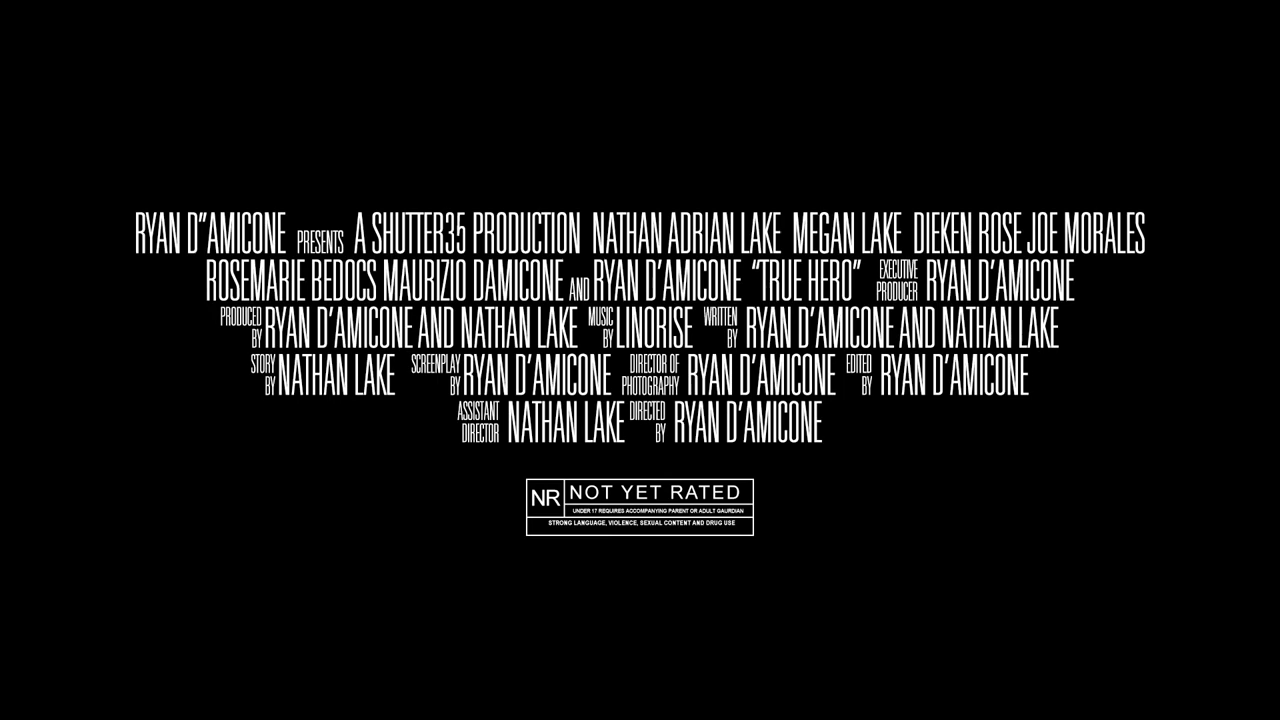 RYAN D"AMICONE PRESENTS A SHUTTER35 PRODUCTION NATHAN ADRIAN LAKE MEGAN LAKE DIEKEN ROSE JOE MORALES
ROSEMARIE BEDOCS MAURIZIO DAMICONE AND RYAN D'AMICONE "TRUE HERO" EXECUTIVE PRODUCER RYAN D'AMICONE
PRODUCED BY RYAN D'AMICONE AND NATHAN LAKE MUSIC BY LINORISE WRITTEN BY RYAN D'AMICONE AND NATHAN LAKE
STORY BY NATHAN LAKE SCREENPLAY BY RYAN D'AMICONE DIRECTOR OF PHOTOGRAPHY RYAN D'AMICONE EDITED BY RYAN D'AMICONE
ASSISTANT DIRECTOR NATHAN LAKE DIRECTED BY RYAN D'AMICONE
NR NOT YET RATED
UNDER 17 REQUIRES ACCOMPANYING PARENT OR ADULT GAURDIAN
STRONG LANGUAGE, VIOLENCE, SEXUAL CONTENT AND DRUG USE